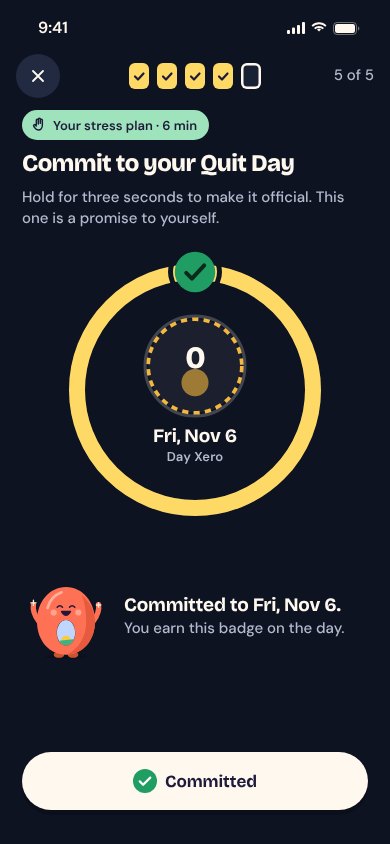 9:41
5 of 5
Your stress plan · 6 min
Commit to your Quit Day
Hold for three seconds to make it official. This
one is a promise to yourself.
0
Fri, Nov 6
Day Xero
Committed to Fri, Nov 6.
You earn this badge on the day.
Committed